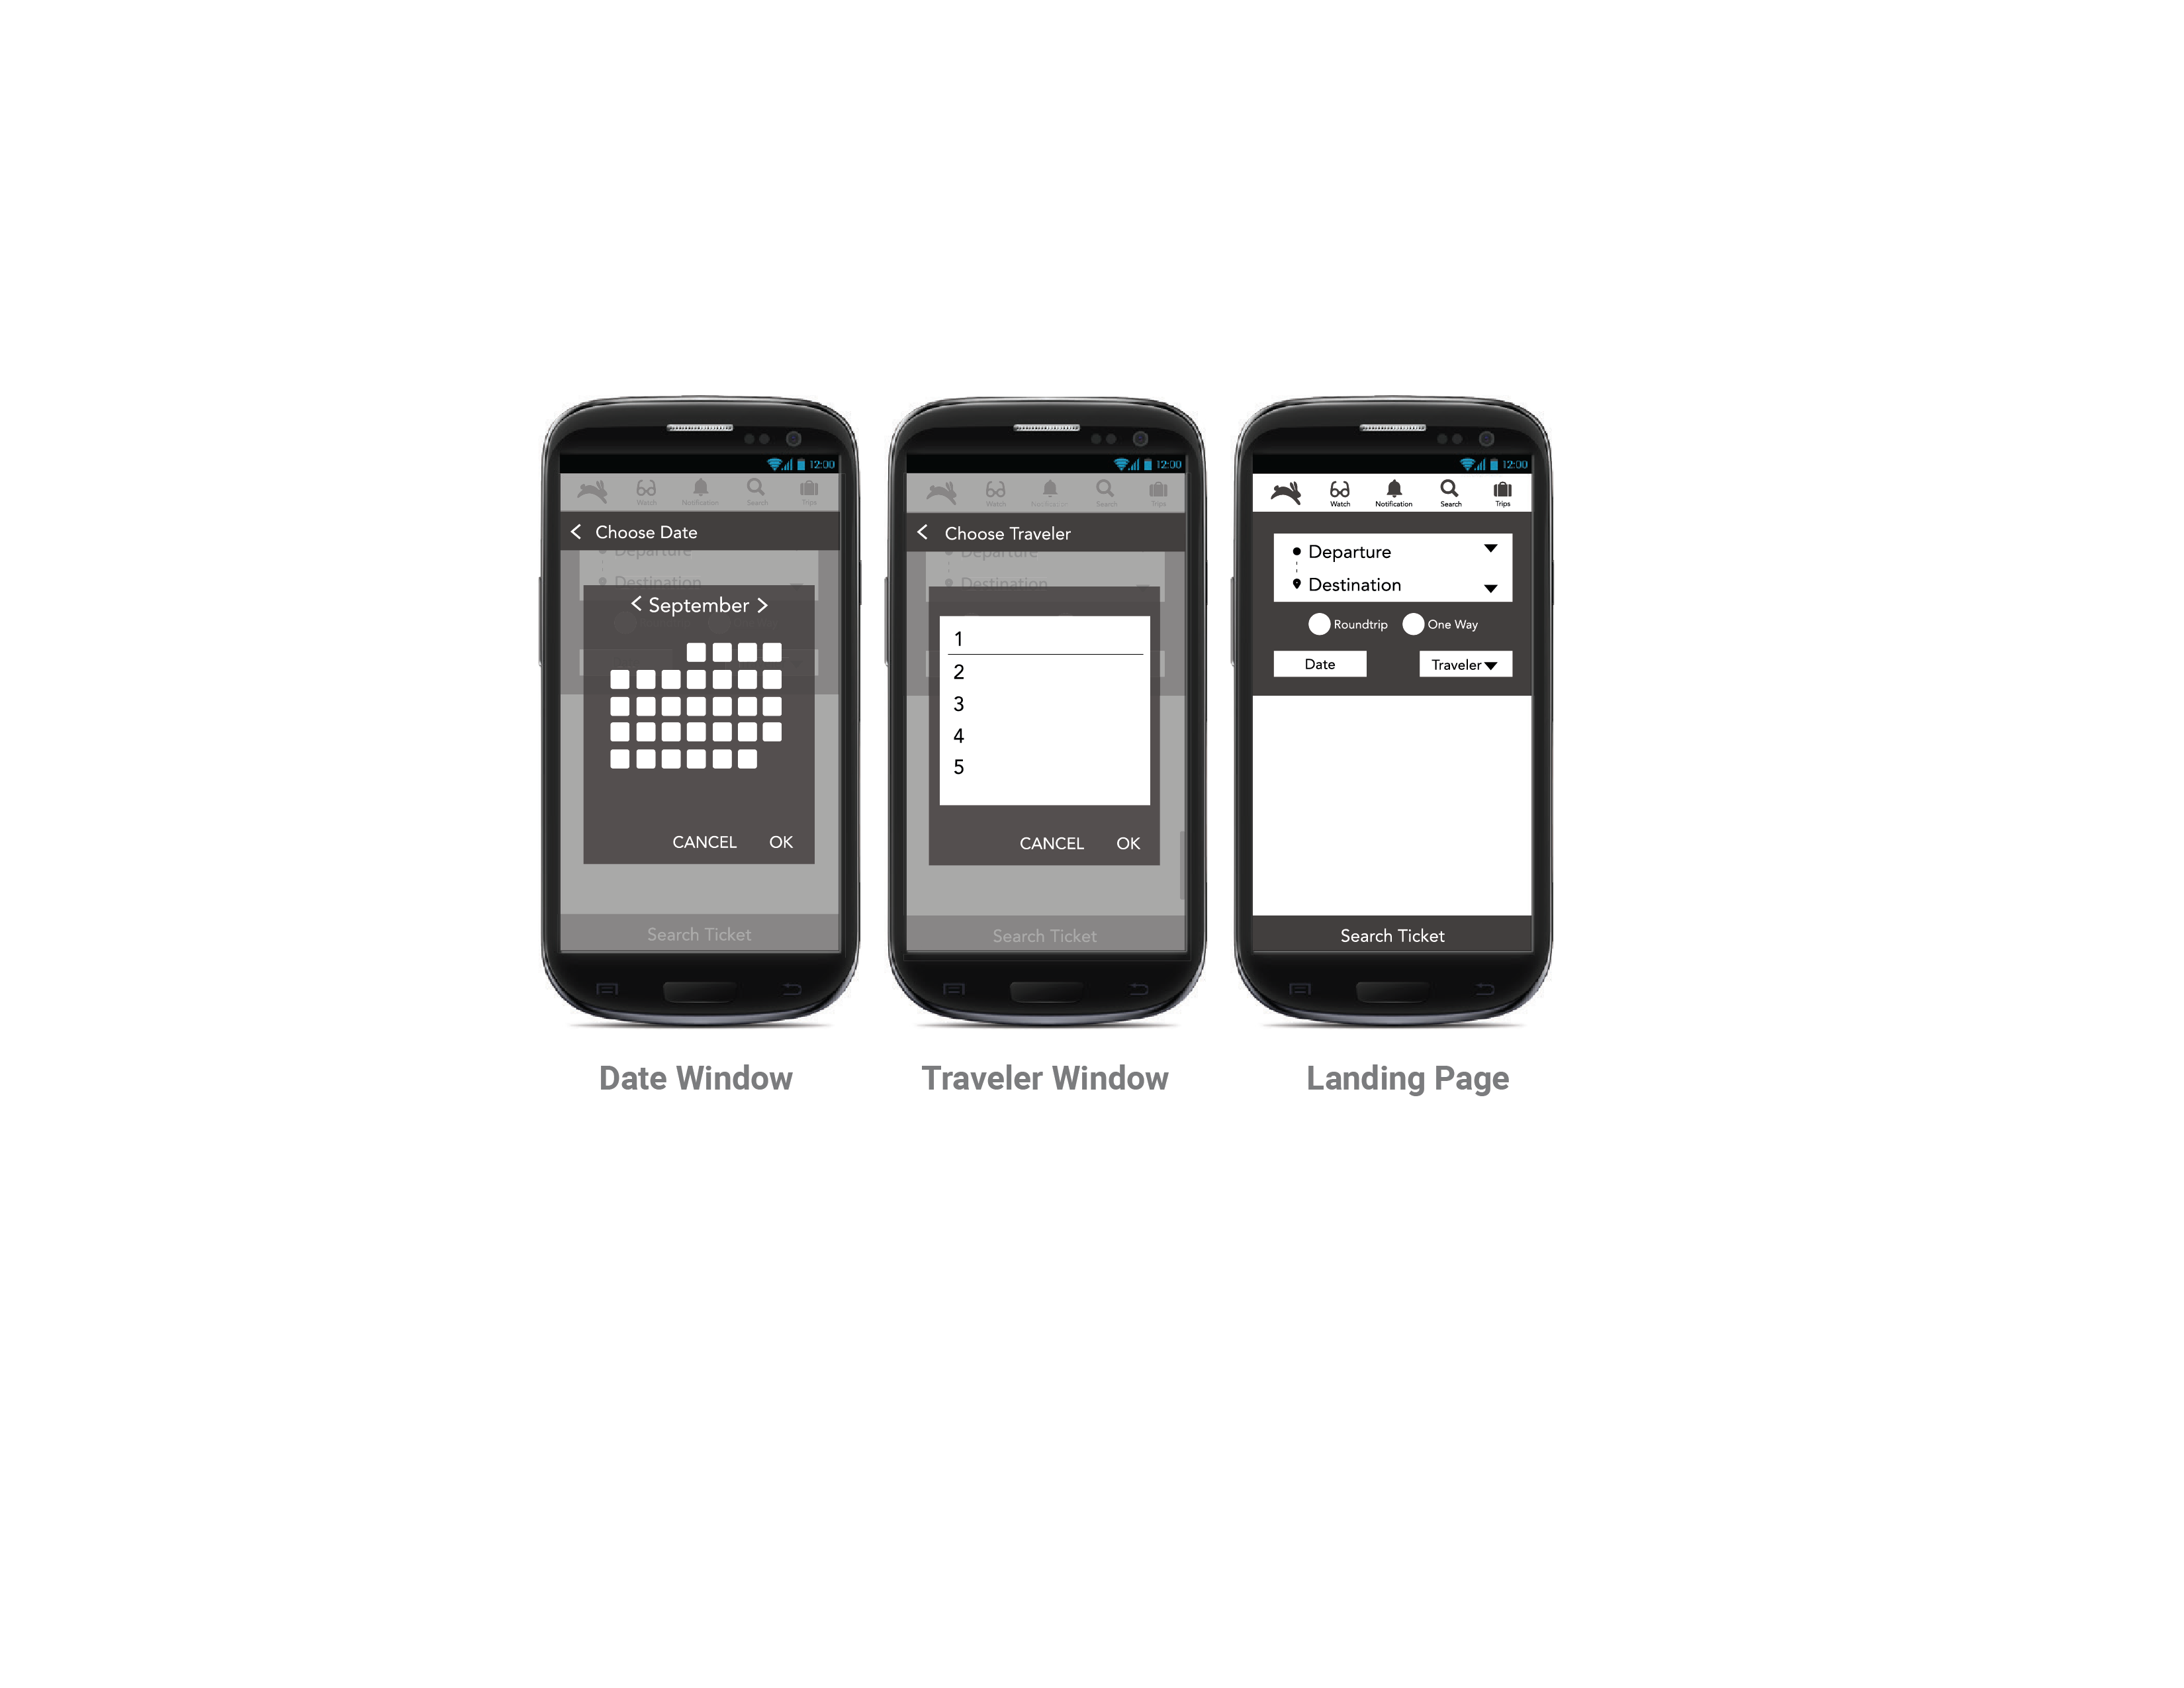 12:00
Watch
Notification
Search
Trips
Choose Date
Departure
Destination
September
CANCEL OK
Search Ticket
Date Window
12:00
Watch
Notification
Search
Trips
Choose Traveler
Departure
Destination
1
2
3
4
5
CANCEL OK
Search Ticket
Traveler Window
12:00
Watch
Notification
Search
Trips
Departure
Destination
Roundtrip One Way
Date Traveler
Search Ticket
Landing Page